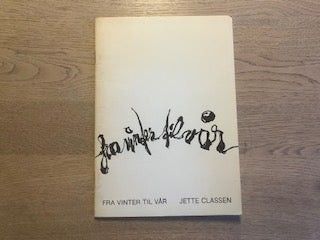 fra vinter til vår
FRA VINTER TIL VÅR JETTE CLASSEN